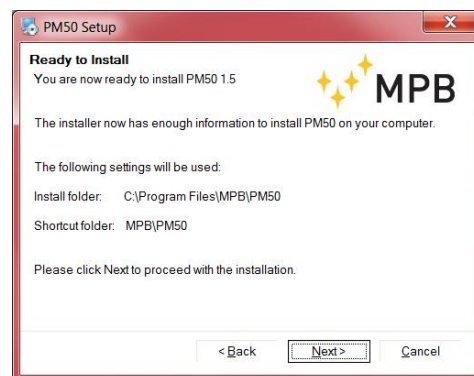 PM50 Setup
X
Ready to Install
You are now ready to install PM50 1.5
MPB
The installer now has enough information to install PM50 on your computer.
The following settings will be used:
Install folder: C:\Program Files\MPB\PM50
Shortcut folder: MPB\PM50
Please click Next to proceed with the installation.
< Back Next > Cancel